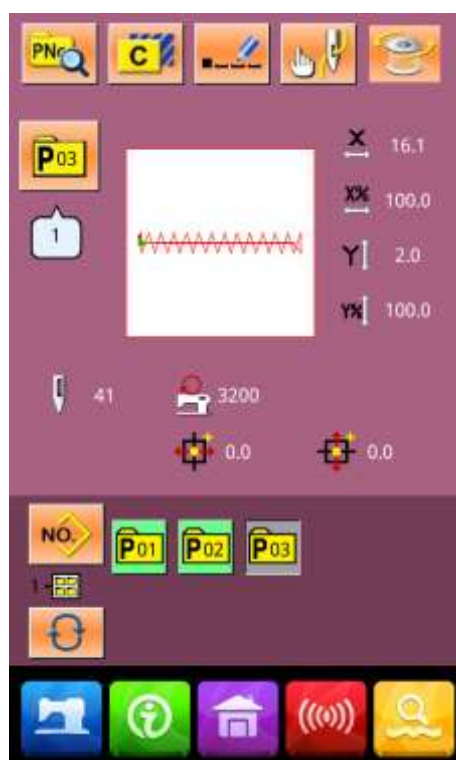 PNo C
P03
1
X 16.1
X% 100.0
Y 2.0
Y% 100.0
41 3200
0.0 0.0
NO. P01 P02 P03
1-